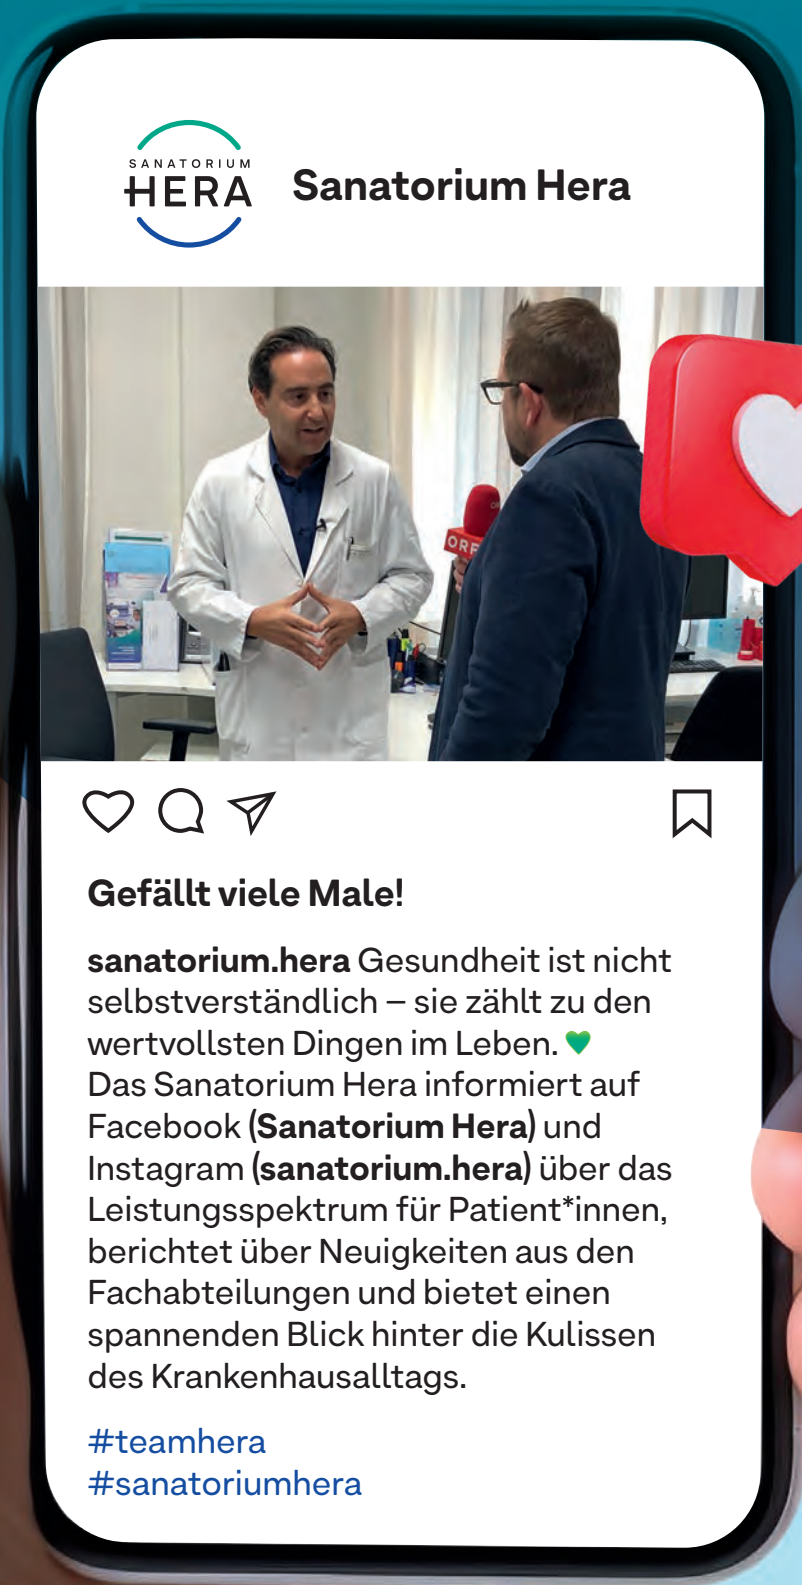 SANATORIUM
HERA
Sanatorium Hera
ORF
Gefällt viele Male!
sanatorium.hera Gesundheit ist nicht
selbstverständlich – sie zählt zu den
wertvollsten Dingen im Leben. 💚
Das Sanatorium Hera informiert auf
Facebook (Sanatorium Hera) und
Instagram (sanatorium.hera) über das
Leistungsspektrum für Patient*innen,
berichtet über Neuigkeiten aus den
Fachabteilungen und bietet einen
spannenden Blick hinter die Kulissen
des Krankenhausalltags.
#teamhera
#sanatoriumhera